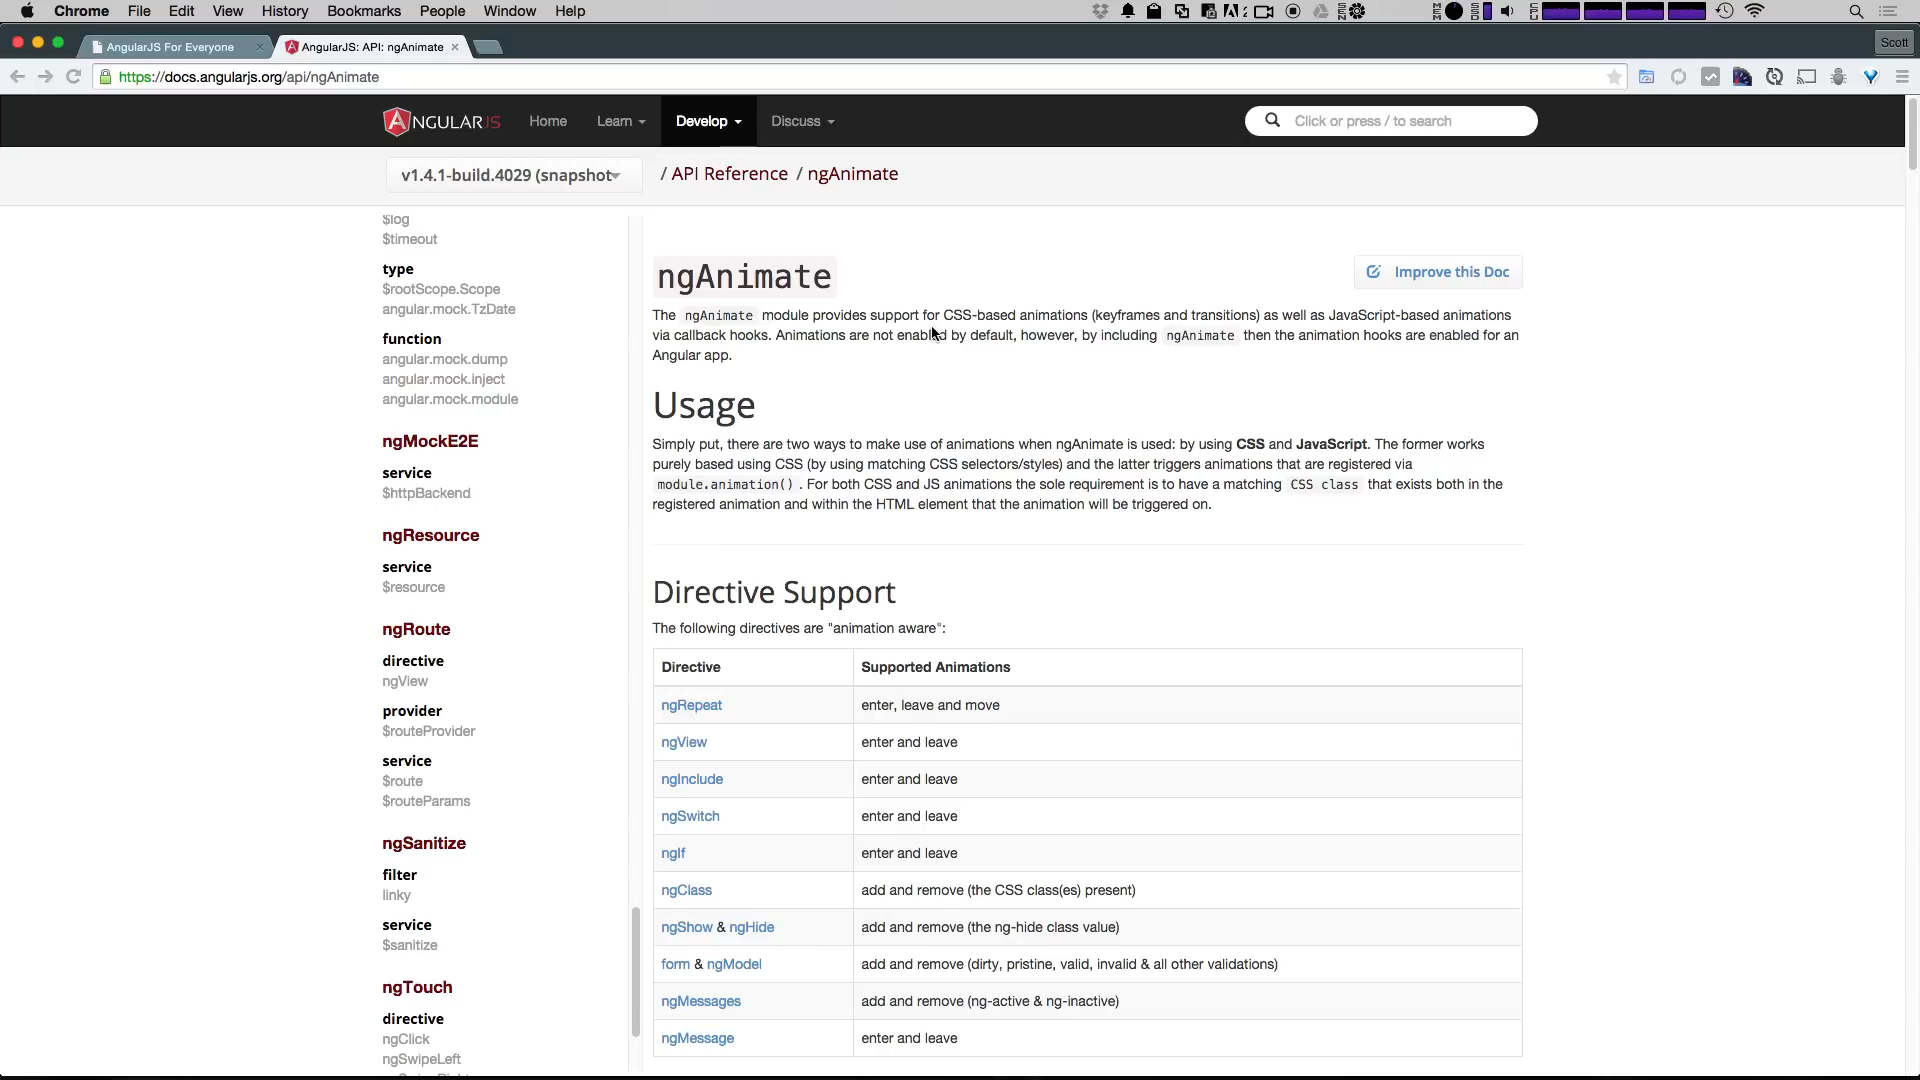 Chrome File Edit View History Bookmarks People Window Help
AngularJS For Everyone
AngularJS: API: ngAnimate
Scott
https://docs.angularjs.org/api/ngAnimate
ANGULARJS Home Learn Develop Discuss Click or press / to search
v1.4.1-build.4029 (snapshot / API Reference / ngAnimate
$log
$timeout
type
$rootScope.Scope
angular.mock.TzDate
function
angular.mock.dump
angular.mock.inject
angular.mock.module
ngMockE2E
service
$httpBackend
ngResource
service
$resource
ngRoute
directive
ngView
provider
$routeProvider
service
$route
$routeParams
ngSanitize
filter
linky
service
$sanitize
ngTouch
directive
ngClick
ngSwipeLeft
ngAnimate
Improve this Doc
The ngAnimate module provides support for CSS-based animations (keyframes and transitions) as well as JavaScript-based animations
via callback hooks. Animations are not enabled by default, however, by including ngAnimate then the animation hooks are enabled for an
Angular app.
Usage
Simply put, there are two ways to make use of animations when ngAnimate is used: by using CSS and JavaScript. The former works
purely based using CSS (by using matching CSS selectors/styles) and the latter triggers animations that are registered via
module.animation() . For both CSS and JS animations the sole requirement is to have a matching CSS class that exists both in the
registered animation and within the HTML element that the animation will be triggered on.
Directive Support
The following directives are "animation aware":
Directive Supported Animations
ngRepeat enter, leave and move
ngView enter and leave
ngInclude enter and leave
ngSwitch enter and leave
ngIf enter and leave
ngClass add and remove (the CSS class(es) present)
ngShow & ngHide add and remove (the ng-hide class value)
form & ngModel add and remove (dirty, pristine, valid, invalid & all other validations)
ngMessages add and remove (ng-active & ng-inactive)
ngMessage enter and leave